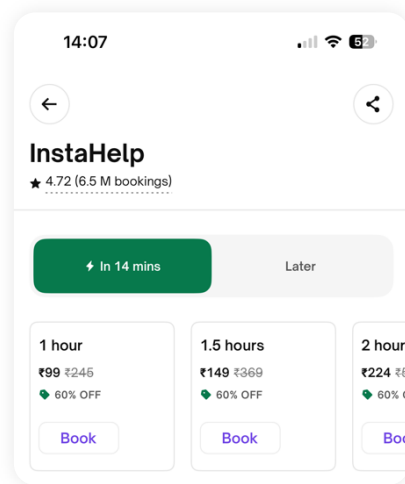 14:07
52
InstaHelp
4.72 (6.5 M bookings)
In 14 mins
Later
1 hour
₹99 ₹245
60% OFF
Book
1.5 hours
₹149 ₹369
60% OFF
Book
2 hour
₹224
60%